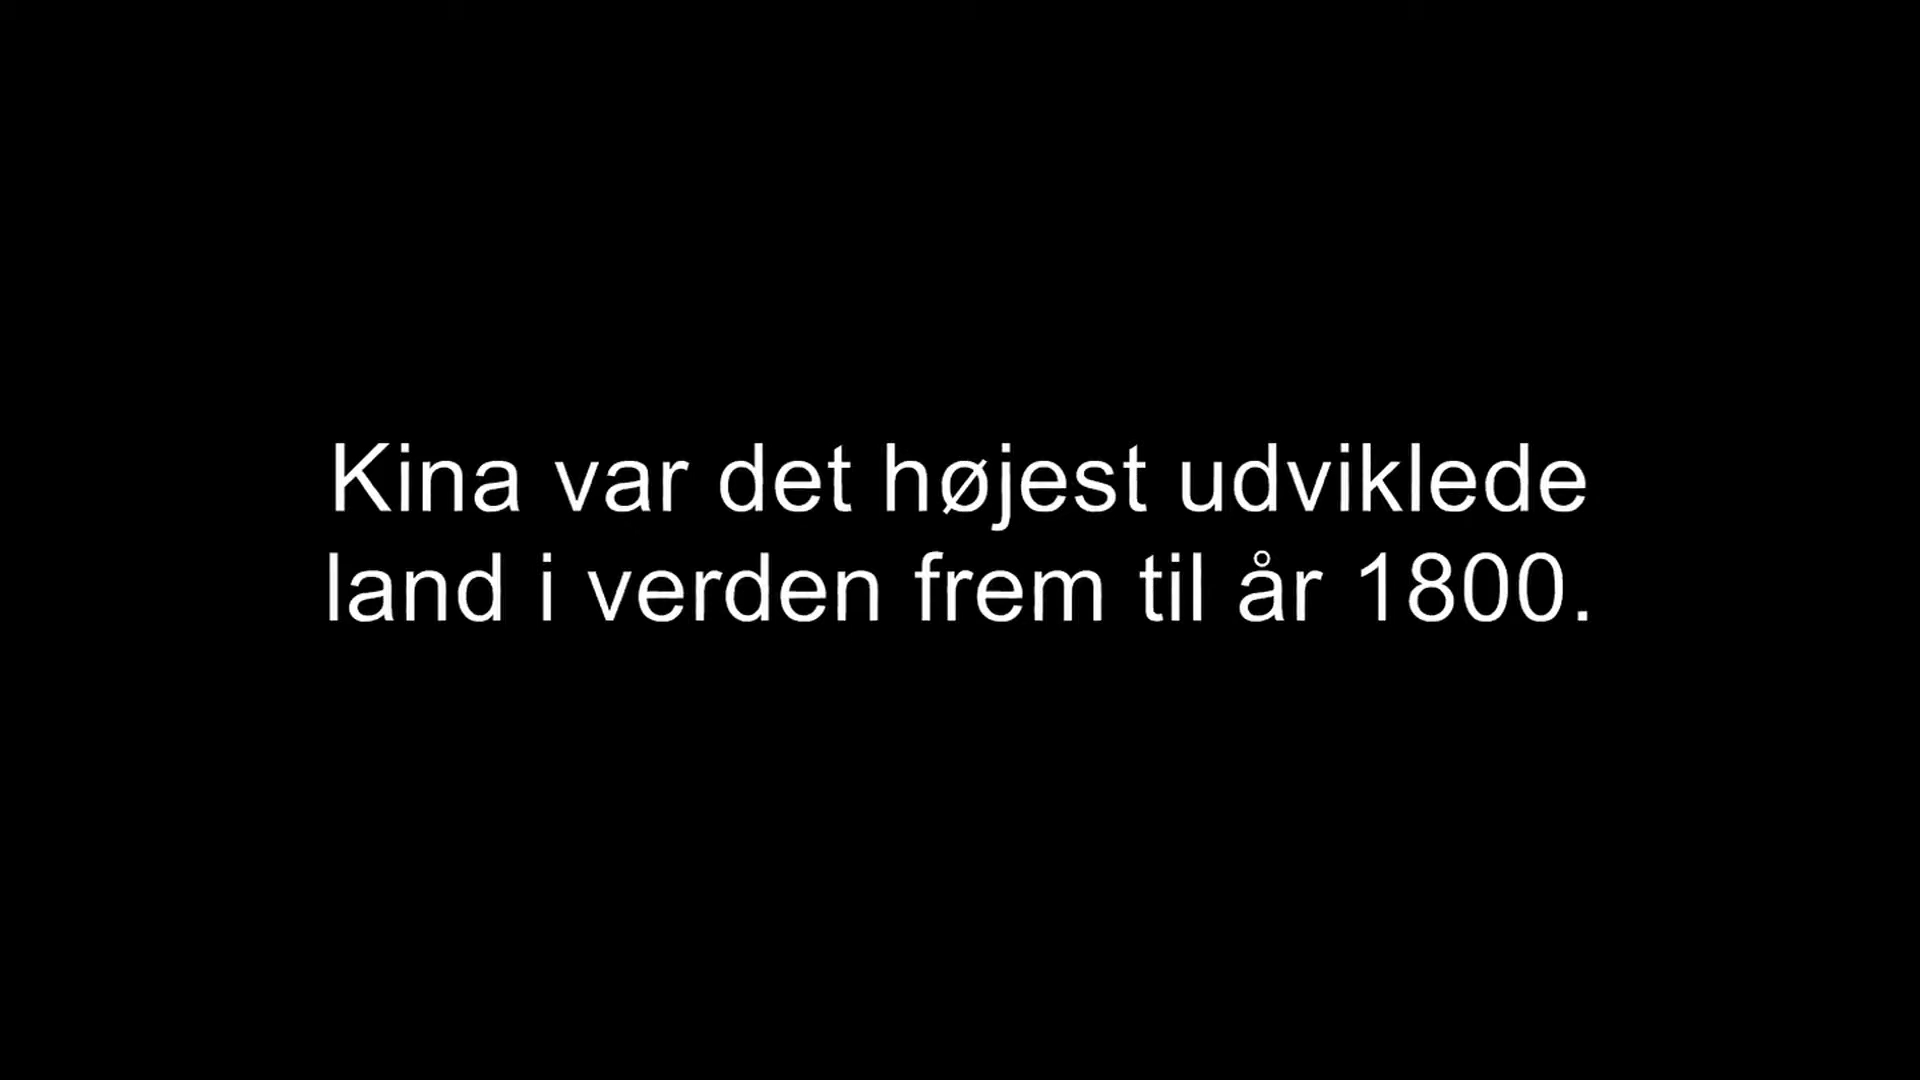 Kina var det højest udviklede
land i verden frem til år 1800.